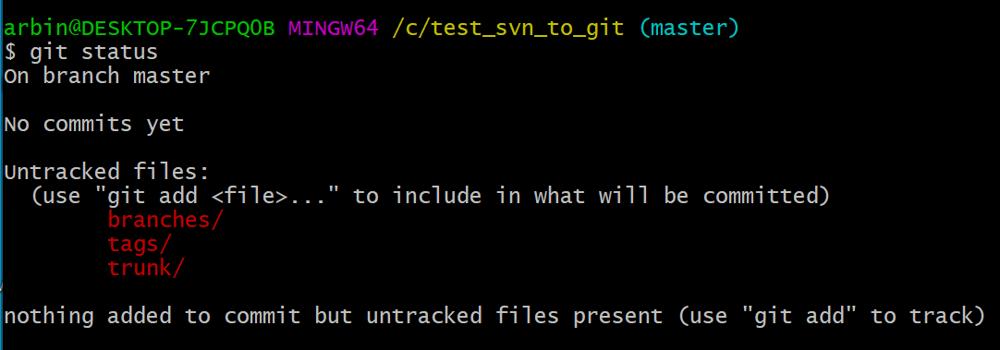 arbin@DESKTOP-7JCPQ0B MINGW64 /c/test_svn_to_git (master)
$ git status
On branch master
No commits yet
Untracked files:
(use "git add <file>..." to include in what will be committed)
branches/
tags/
trunk/
nothing added to commit but untracked files present (use "git add" to track)